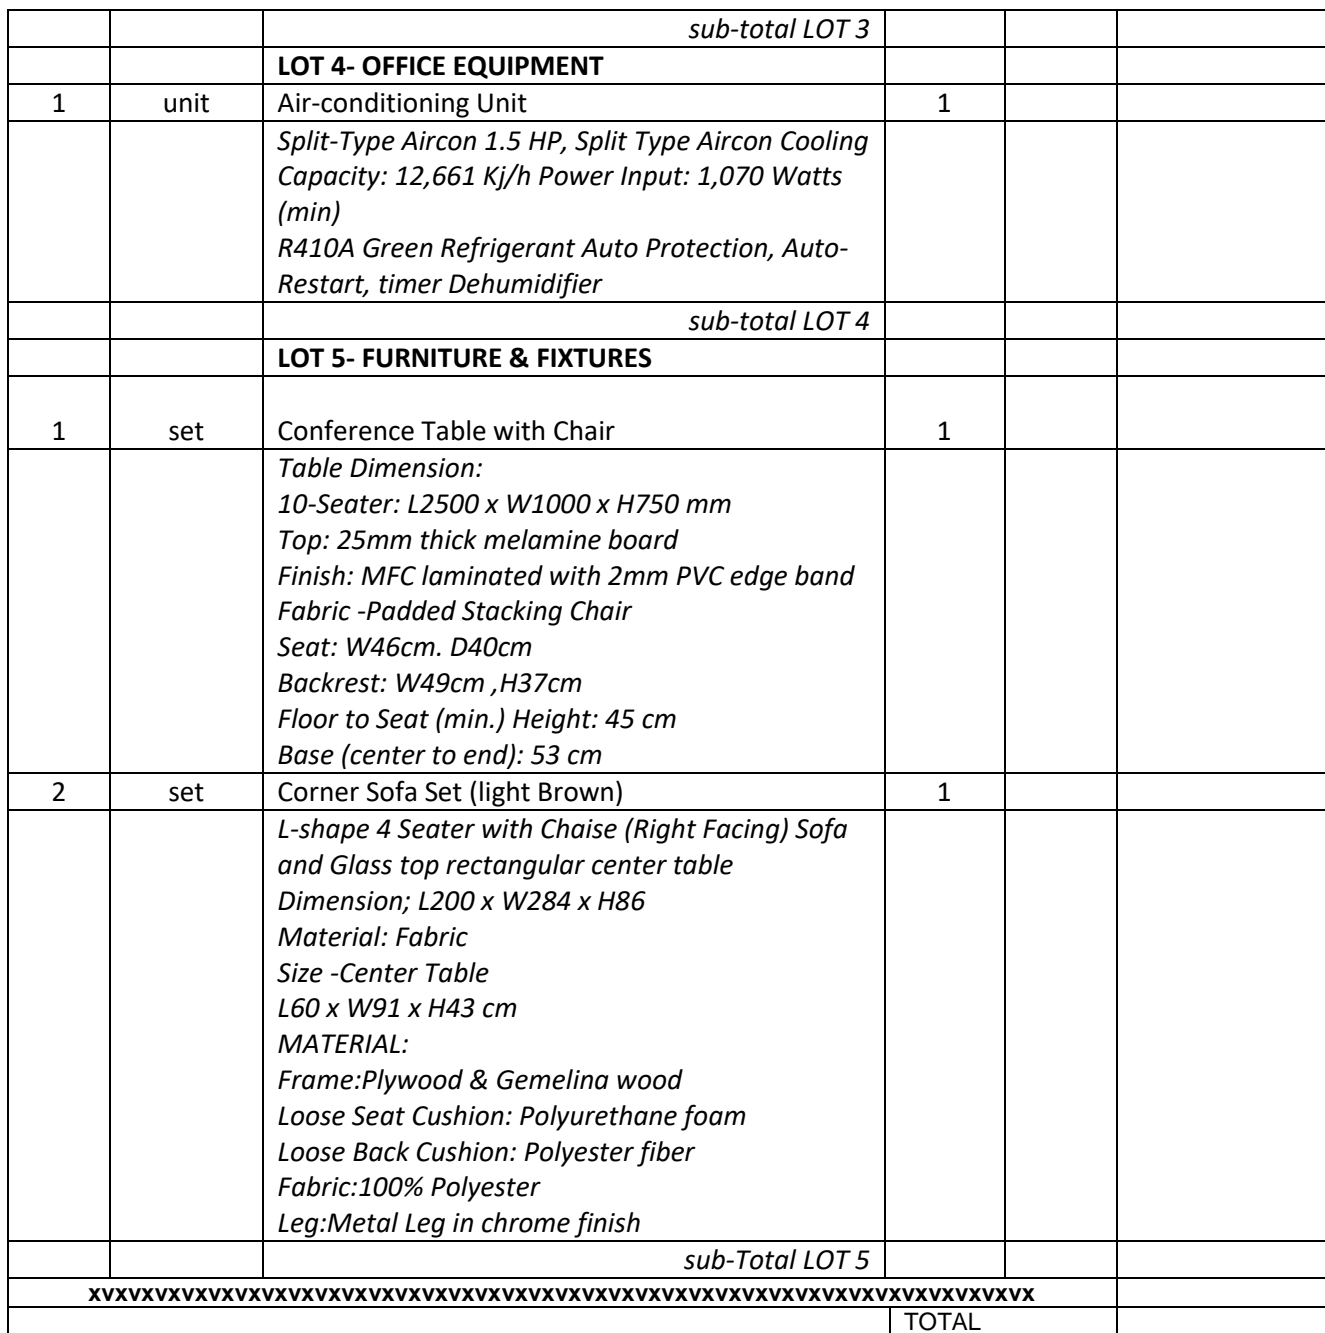 sub-total LOT 3
LOT 4- OFFICE EQUIPMENT
1 unit Air-conditioning Unit 1
Split-Type Aircon 1.5 HP, Split Type Aircon Cooling
Capacity: 12,661 Kj/h Power Input: 1,070 Watts
(min)
R410A Green Refrigerant Auto Protection, Auto-
Restart, timer Dehumidifier
sub-total LOT 4
LOT 5- FURNITURE & FIXTURES
1 set Conference Table with Chair 1
Table Dimension:
10-Seater: L2500 x W1000 x H750 mm
Top: 25mm thick melamine board
Finish: MFC laminated with 2mm PVC edge band
Fabric -Padded Stacking Chair
Seat: W46cm. D40cm
Backrest: W49cm ,H37cm
Floor to Seat (min.) Height: 45 cm
Base (center to end): 53 cm
2 set Corner Sofa Set (light Brown) 1
L-shape 4 Seater with Chaise (Right Facing) Sofa
and Glass top rectangular center table
Dimension; L200 x W284 x H86
Material: Fabric
Size -Center Table
L60 x W91 x H43 cm
MATERIAL:
Frame:Plywood & Gemelina wood
Loose Seat Cushion: Polyurethane foam
Loose Back Cushion: Polyester fiber
Fabric:100% Polyester
Leg:Metal Leg in chrome finish
sub-Total LOT 5
xvxvxvxvxvxvxvxvxvxvxvxvxvxvxvxvxvxvxvxvxvxvxvxvxvxvxvxvxvxvxvxvxvxvxvx
TOTAL